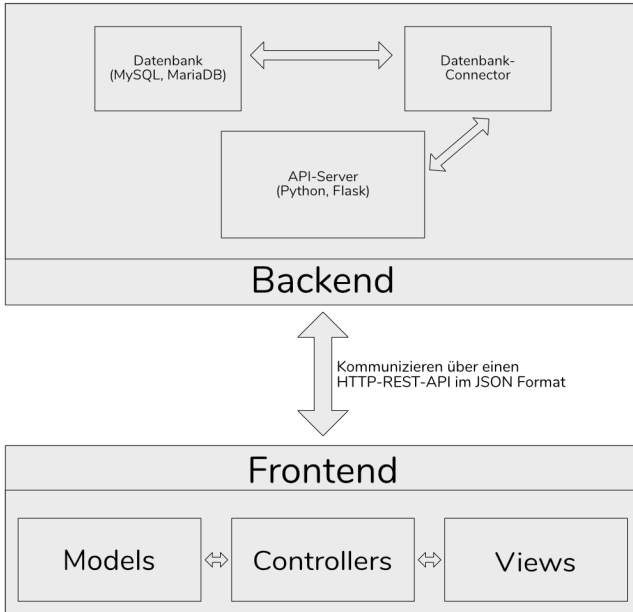 Datenbank
(MySQL, MariaDB)
Datenbank-
Connector
API-Server
(Python, Flask)
Backend
Kommunizieren über einen
HTTP-REST-API im JSON Format
Frontend
Models
Controllers
Views